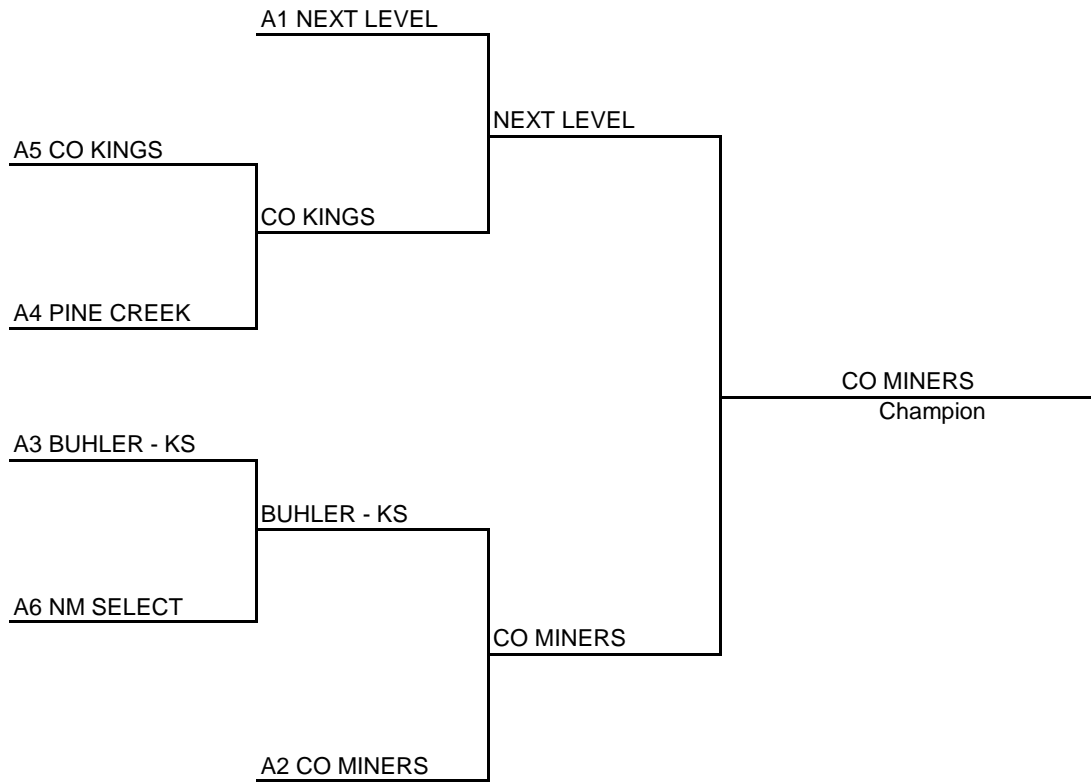 A1 NEXT LEVEL
NEXT LEVEL
A5 CO KINGS
CO KINGS
A4 PINE CREEK
CO MINERS
Champion
A3 BUHLER - KS
BUHLER - KS
A6 NM SELECT
CO MINERS
A2 CO MINERS